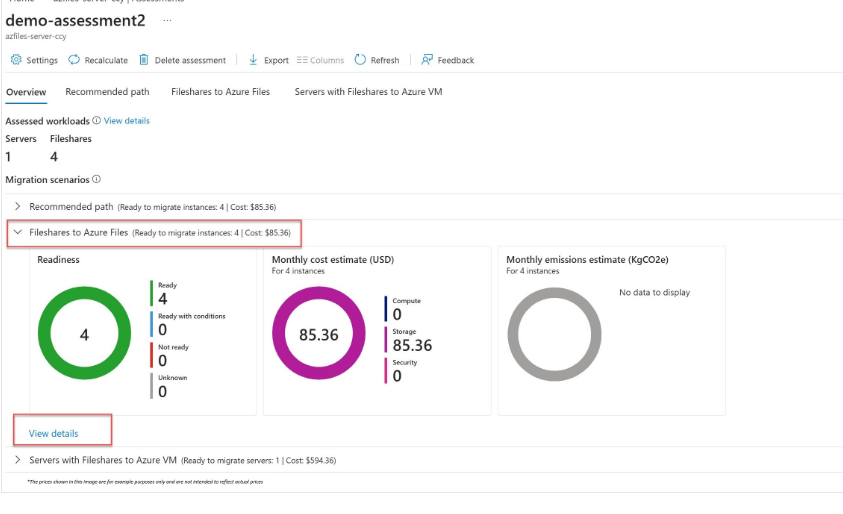 Home azfiles-server-ccy | Assessments
demo-assessment2 ...
azfiles-server-ccy
Settings Recalculate Delete assessment Export Columns Refresh Feedback
Overview Recommended path Fileshares to Azure Files Servers with Fileshares to Azure VM
Assessed workloads View details
Servers Fileshares
1 4
Migration scenarios
Recommended path (Ready to migrate instances: 4 | Cost: $85.36)
Fileshares to Azure Files (Ready to migrate instances: 4 | Cost: $85.36)
Readiness
4
Ready
4
Ready with conditions
0
Not ready
0
Unknown
0
Monthly cost estimate (USD)
For 4 instances
85.36
Compute
0
Storage
85.36
Security
0
Monthly emissions estimate (KgCO2e)
For 4 instances
No data to display
View details
Servers with Fileshares to Azure VM (Ready to migrate servers: 1 | Cost: $594.36)
*The prices shown in this image are for example purposes only and are not intended to reflect actual prices